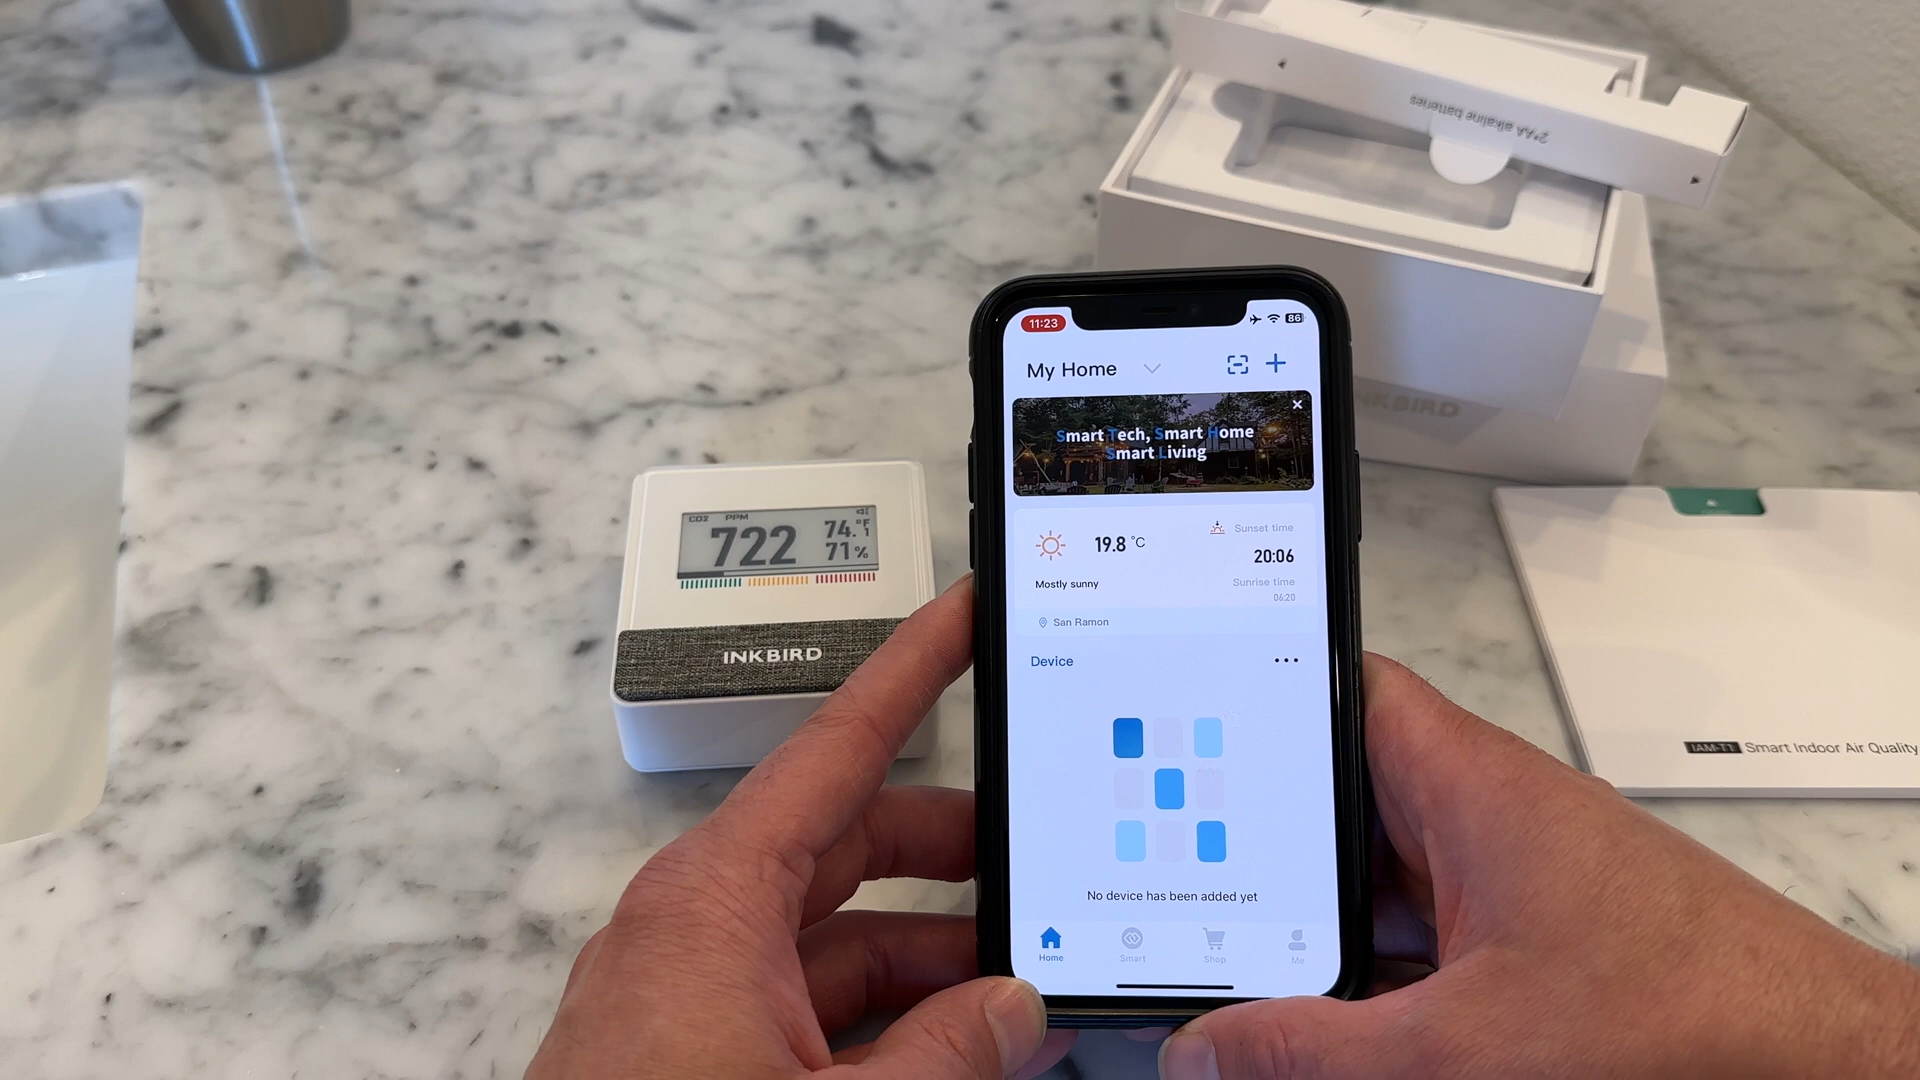 2*AA alkaline batteries
INKBIRD
11:23
86
My Home
Smart Tech, Smart Home
Smart Living
19.8 °C
Sunset time
20:06
Mostly sunny
Sunrise time
06:20
San Ramon
Device
No device has been added yet
Home
Smart
Shop
Me
CO2 PPM
722
74.1 °F
71 %
INKBIRD
IAM-T1 Smart Indoor Air Quality